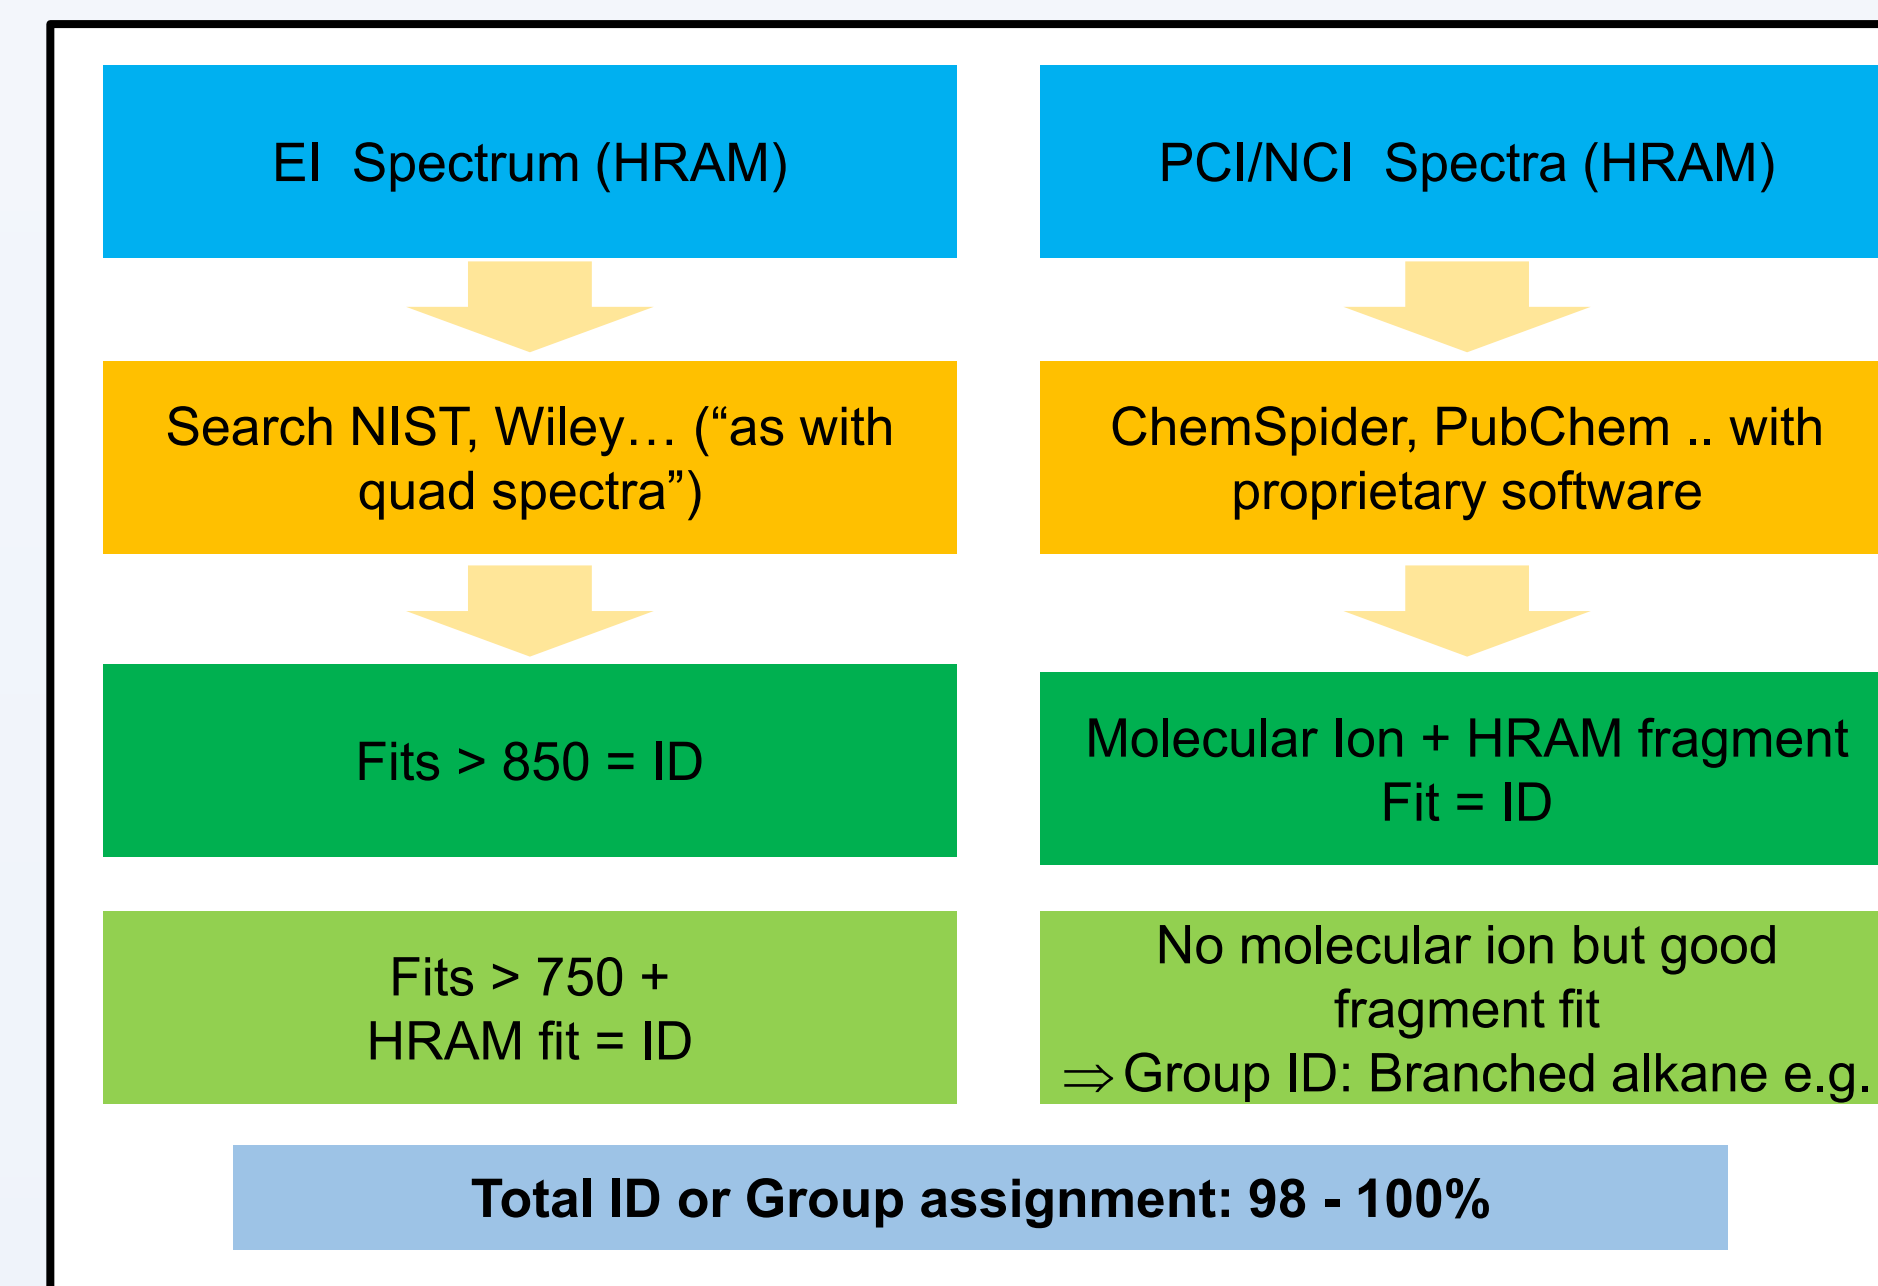 EI  Spectrum (HRAM)
Search NIST, Wiley… (“as with
quad spectra”)
Fits > 850 = ID
Fits > 750 +
HRAM fit = ID
PCI/NCI  Spectra (HRAM)
ChemSpider, PubChem .. with
proprietary software
Molecular Ion + HRAM fragment
Fit = ID
No molecular ion but good
fragment fit
⇒ Group ID: Branched alkane e.g.
Total ID or Group assignment: 98 - 100%